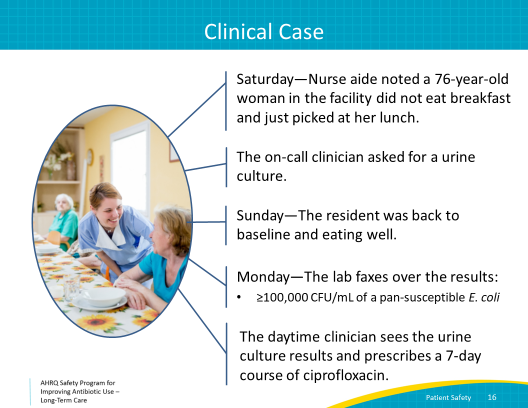 Clinical Case
Saturday—Nurse aide noted a 76-year-old
woman in the facility did not eat breakfast
and just picked at her lunch.
The on-call clinician asked for a urine
culture.
Sunday—The resident was back to
baseline and eating well.
Monday—The lab faxes over the results:
• ≥100,000 CFU/mL of a pan-susceptible E. coli
The daytime clinician sees the urine
culture results and prescribes a 7-day
course of ciprofloxacin.
AHRQ Safety Program for
Improving Antibiotic Use –
Long-Term Care
Patient Safety 16